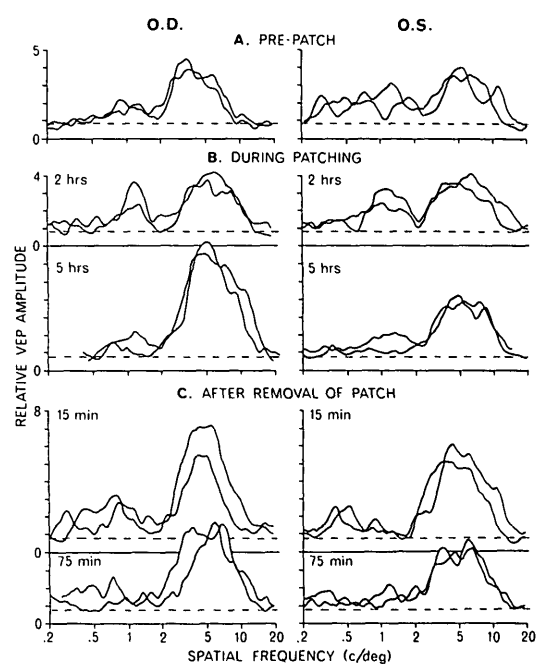 O.D.
O.S.
A. PRE-PATCH
5
0
B. DURING PATCHING
4
2 hrs
2 hrs
0
5 hrs
5 hrs
0
C. AFTER REMOVAL OF PATCH
8
15 min
15 min
0
75 min
75 min
0
.2 .5 1 2 5 10 20
.2 .5 1 2 5 10 20
SPATIAL FREQUENCY (c/deg)
RELATIVE VEP AMPLITUDE